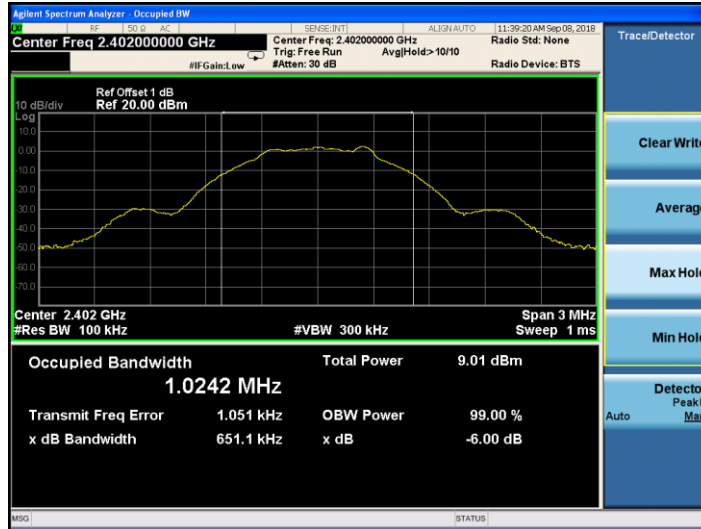 Agilent Spectrum Analyzer - Occupied BW
RF 50 Ω AC SENSE:INT ALIGN AUTO 11:39:20 AM Sep 08, 2018
Center Freq 2.402000000 GHz Center Freq: 2.402000000 GHz Radio Std: None
Trig: Free Run Avg|Hold:> 10/10
#IFGain:Low #Atten: 30 dB Radio Device: BTS
Trace/Detector
Ref Offset 1 dB
10 dB/div Ref 20.00 dBm
Log
10.0
0.00
-10.0
-20.0
-30.0
-40.0
-50.0
-60.0
-70.0
Center 2.402 GHz Span 3 MHz
#Res BW 100 kHz #VBW 300 kHz Sweep 1 ms
Occupied Bandwidth Total Power 9.01 dBm
1.0242 MHz
Transmit Freq Error 1.051 kHz OBW Power 99.00 %
x dB Bandwidth 651.1 kHz x dB -6.00 dB
Clear Write
Averag
Max Hol
Min Hol
Detecto
Peak
Auto Ma
MSG STATUS